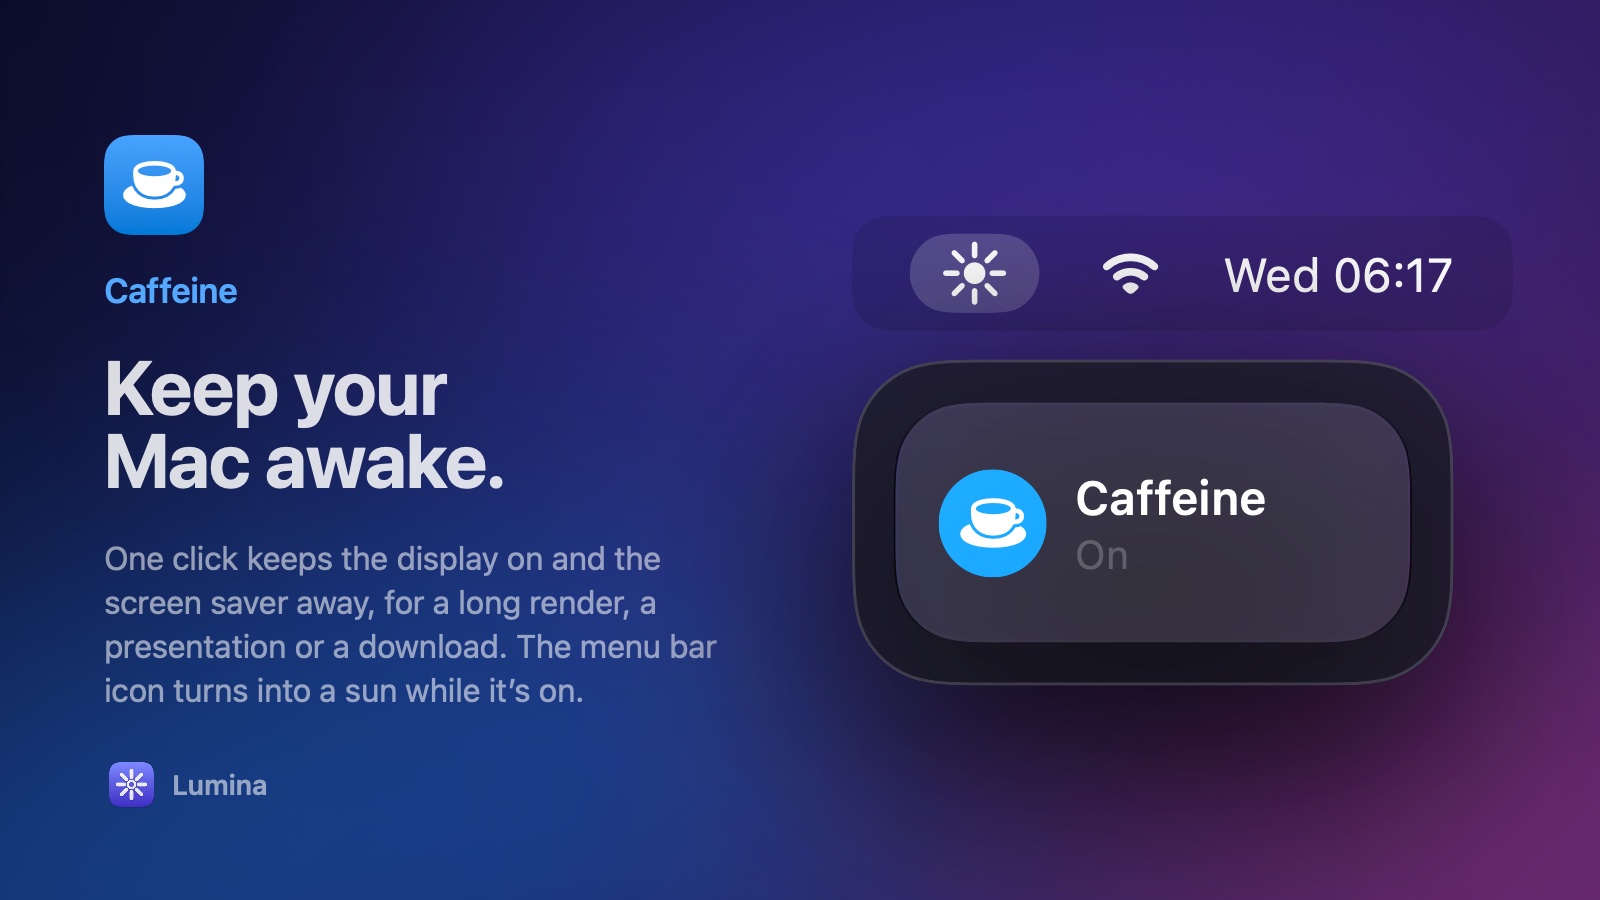 Caffeine
Keep your
Mac awake.
One click keeps the display on and the
screen saver away, for a long render, a
presentation or a download. The menu bar
icon turns into a sun while it’s on.
Lumina
Wed 06:17
Caffeine
On